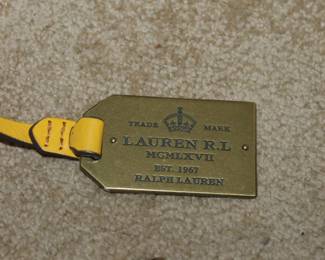 TRADE MARK
LAUREN R.L
MCMLXVII
EST. 1967
RALPH LAUREN